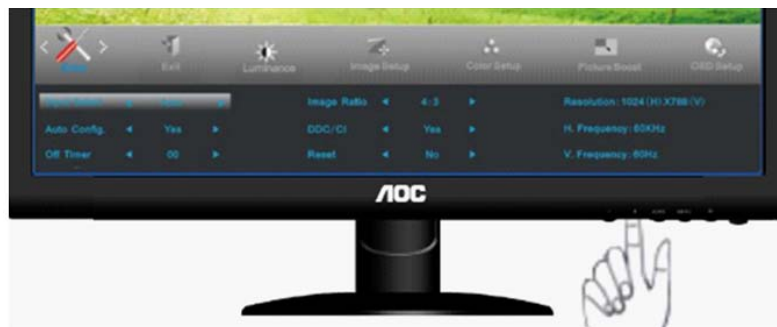 Exit Luminance Image Setup Color Setup Picture Boost OSD Setup
Image Ratio 4:3 Resolution: 1024 (H) X768 (V)
Auto Config. Yes DDC/CI Yes H. Frequency: 60KHz
Off Timer 00 Reset No V. Frequency: 60Hz
AOC